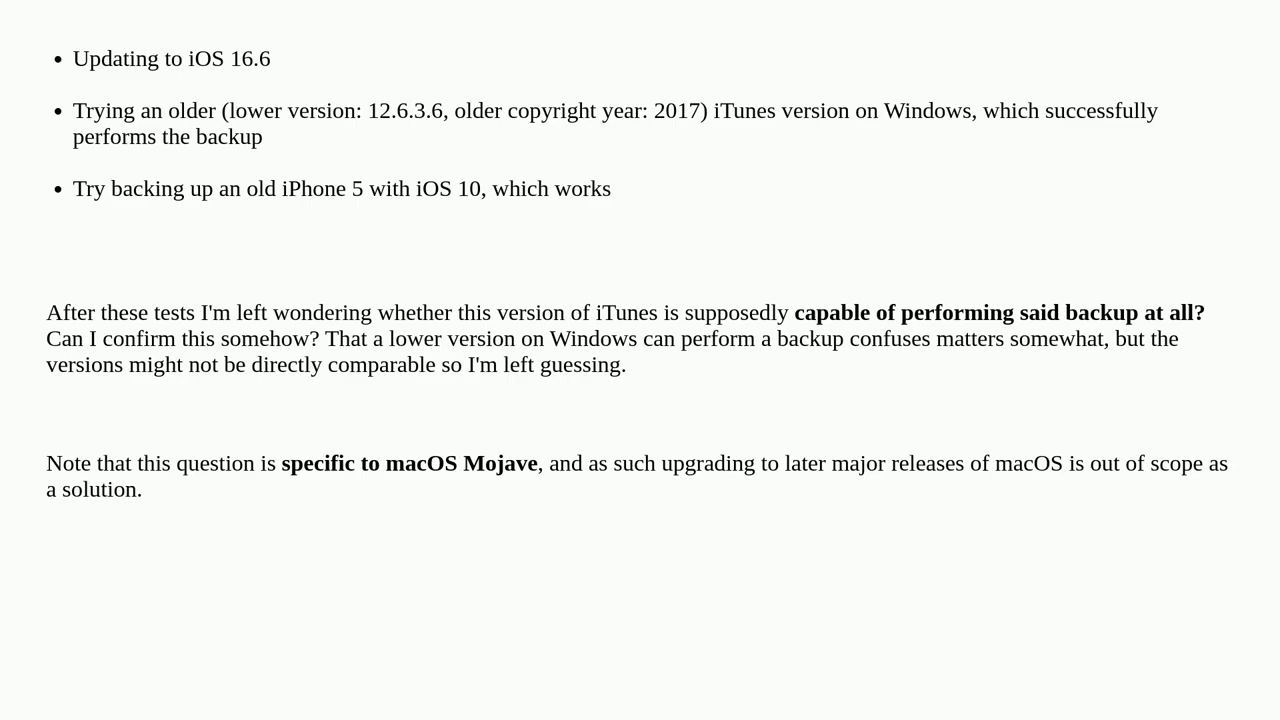 • Updating to iOS 16.6
• Trying an older (lower version: 12.6.3.6, older copyright year: 2017) iTunes version on Windows, which successfully
performs the backup
• Try backing up an old iPhone 5 with iOS 10, which works
After these tests I'm left wondering whether this version of iTunes is supposedly capable of performing said backup at all?
Can I confirm this somehow? That a lower version on Windows can perform a backup confuses matters somewhat, but the
versions might not be directly comparable so I'm left guessing.
Note that this question is specific to macOS Mojave, and as such upgrading to later major releases of macOS is out of scope as
a solution.